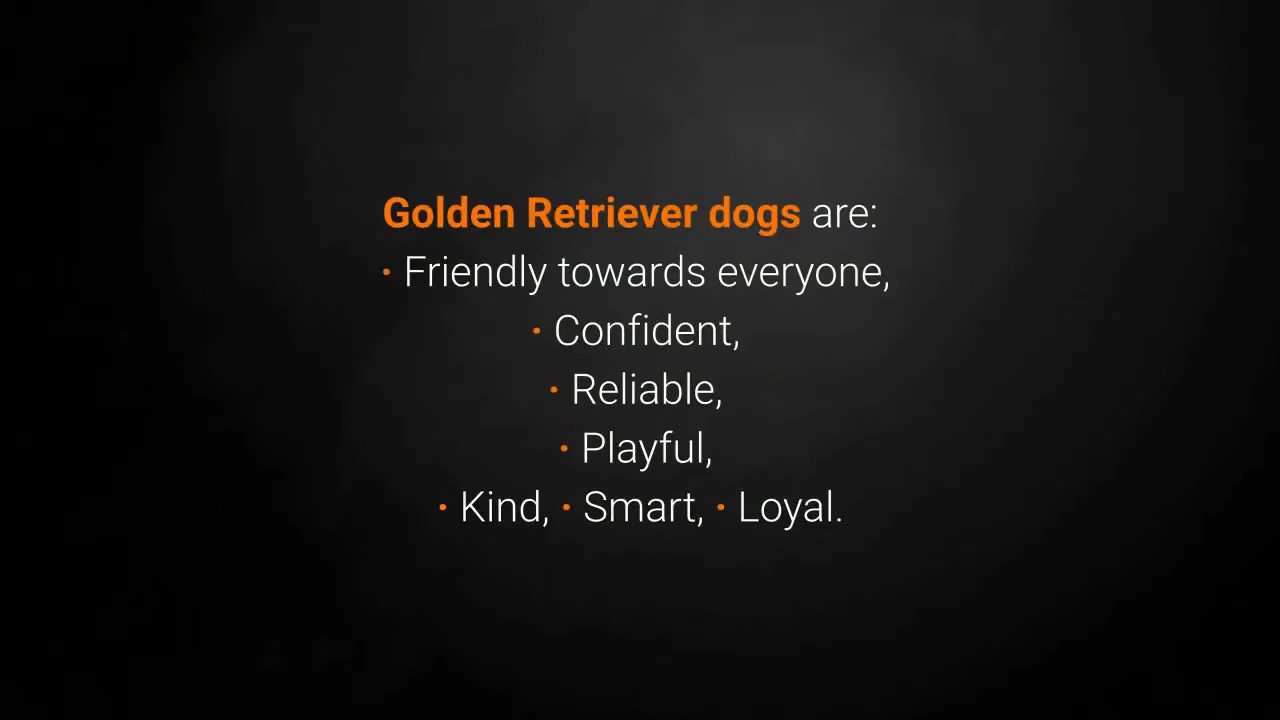 Golden Retriever dogs are:
• Friendly towards everyone,
• Confident,
• Reliable,
• Playful,
• Kind, • Smart, • Loyal.